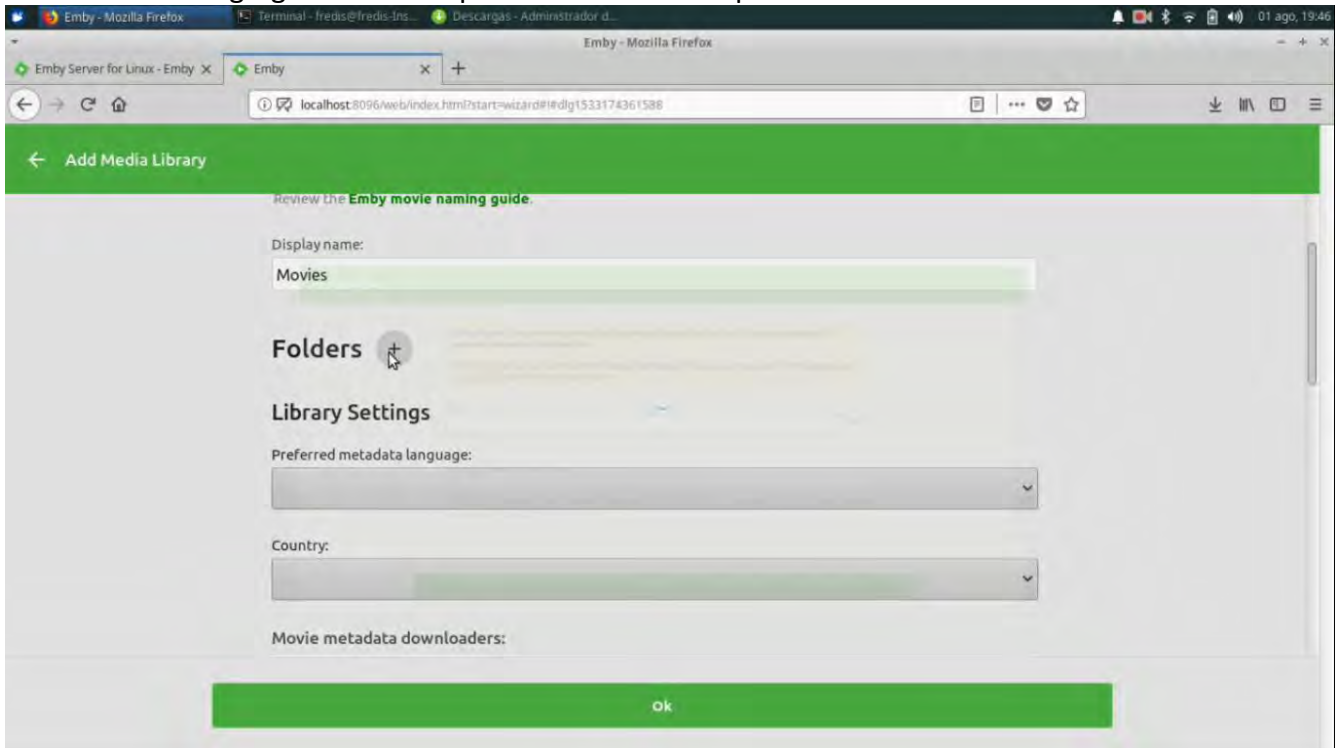 Emby - Mozilla Firefox
Terminal - fredis@fredis-Ins...
Descargas - Administrador d...
01 ago, 19:46
Emby - Mozilla Firefox
Emby Server for Linux - Emby
Emby
localhost:8096/web/index.html?start=wizard#!#dlg1533174361588
Add Media Library
Review the Emby movie naming guide.
Display name:
Movies
Folders +
Library Settings
Preferred metadata language:
Country:
Movie metadata downloaders:
Ok